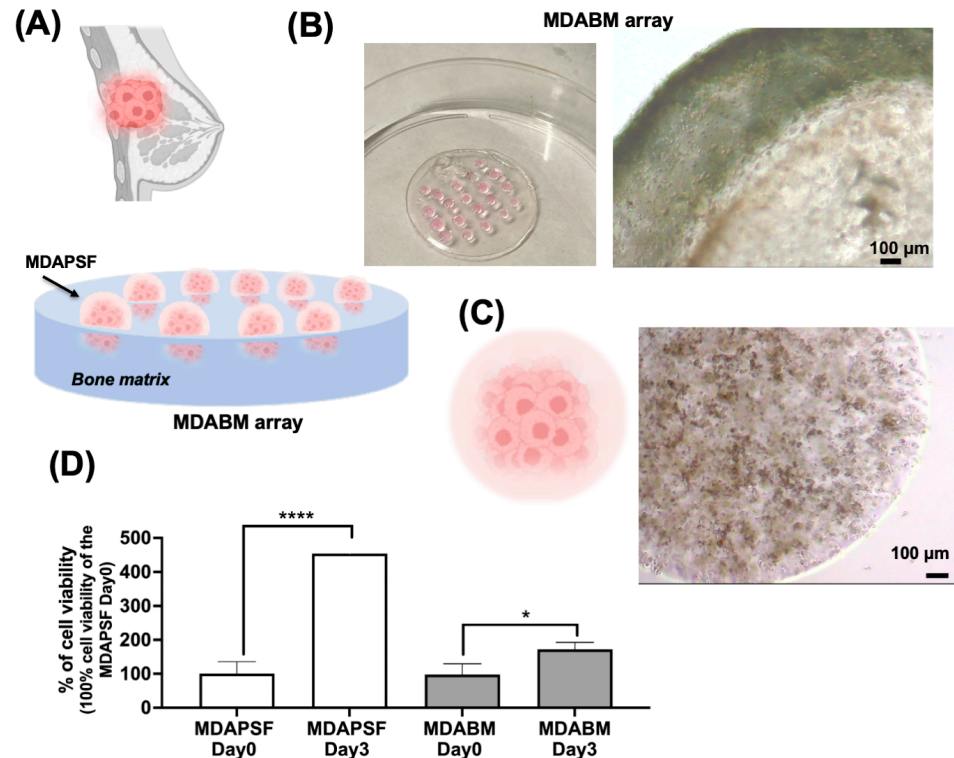 (A)
(B)
MDABM array
100 µm
MDAPSF
Bone matrix
MDABM array
(C)
100 µm
(D)
% of cell viability
(100% cell viability of the
MDAPSF Day0)
500
400
300
200
100
0
****
*
MDAPSF
Day0
MDAPSF
Day3
MDABM
Day0
MDABM
Day3